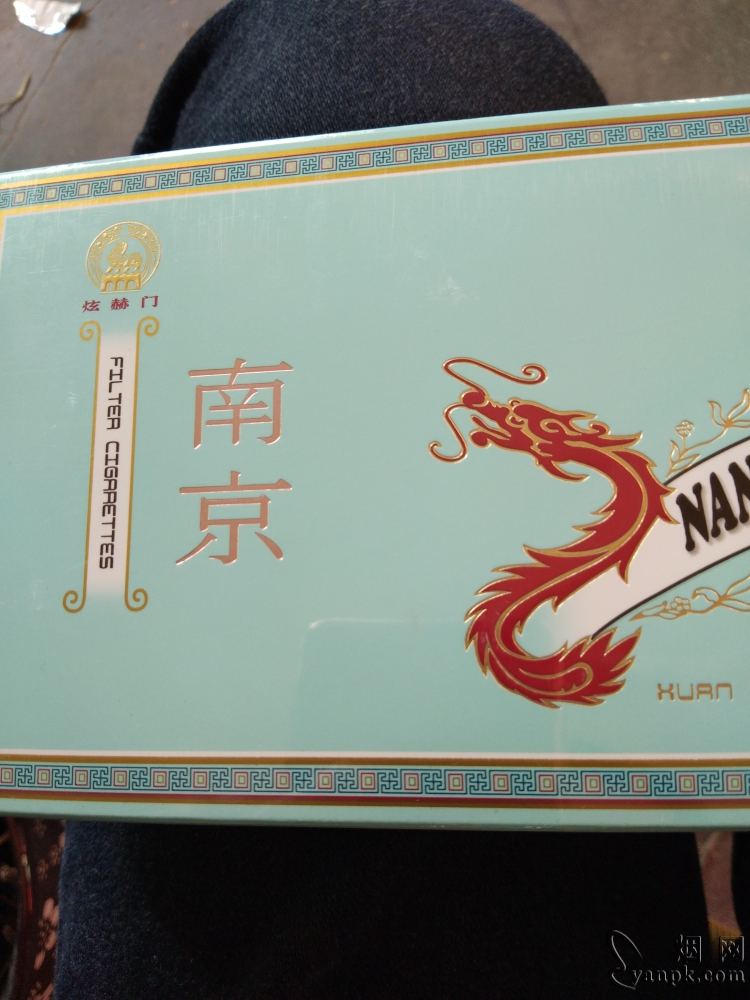 炫赫门
FILTER CIGARETTES
南京
NAN
XUAN
烟网
yanpk.com